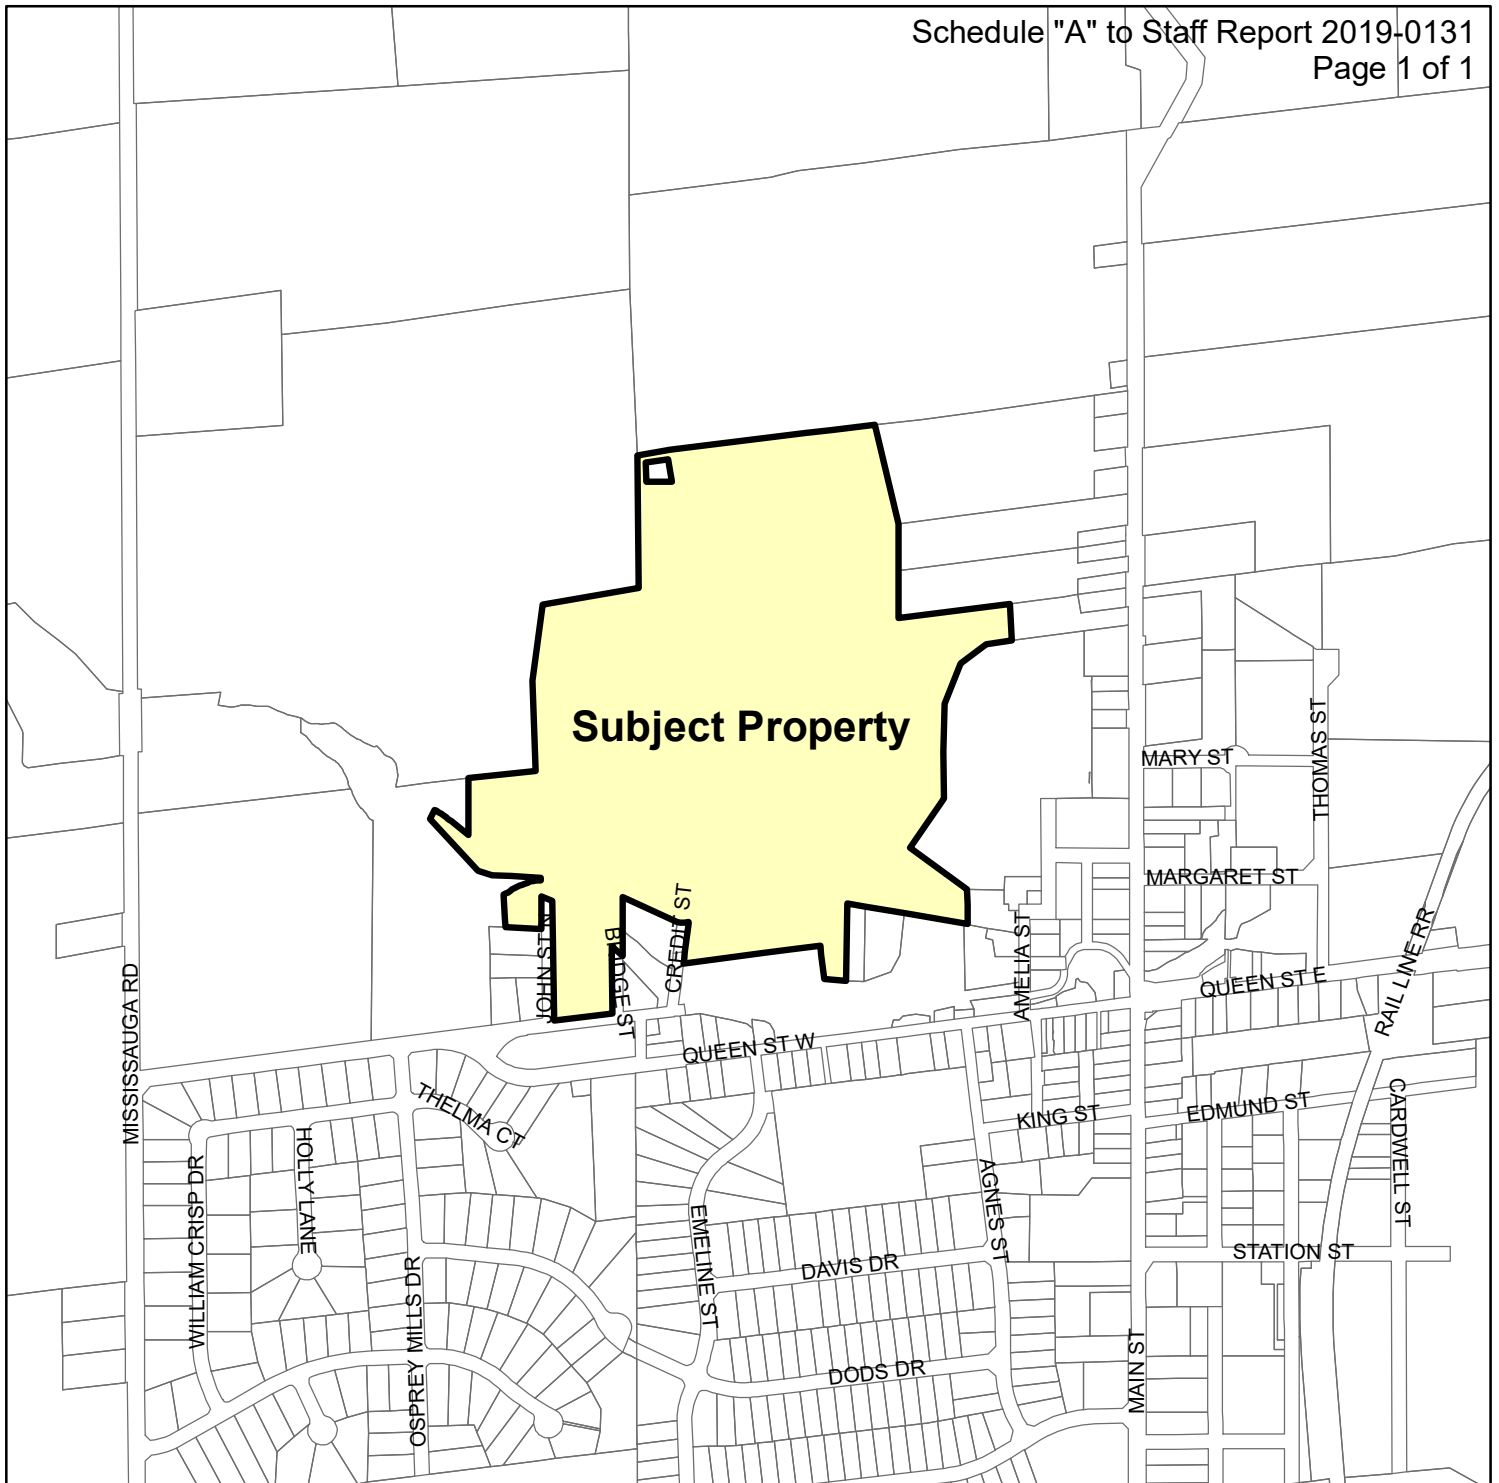 Schedule "A" to Staff Report 2019-0131
Page 1 of 1
Subject Property
MARY ST
THOMAS ST
MARGARET ST
CREDIT ST
JOHN ST N
BRIDGE ST
AMELIA ST
RAIL LINE RR
MISSISSAUGA RD
QUEEN ST E
QUEEN ST W
THELMA CT
KING ST
EDMUND ST
CARDWELL ST
HOLLY LANE
WILLIAM CRISP DR
AGNES ST
EMELINE ST
STATION ST
DAVIS DR
OSPREY MILLS DR
DODS DR
MAIN ST